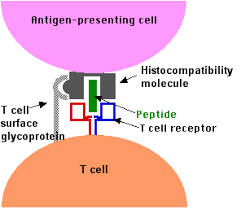 Antigen-presenting cell
Histocompatibility
molecule
T cell
surface
glycoprotein
Peptide
T cell receptor
T cell